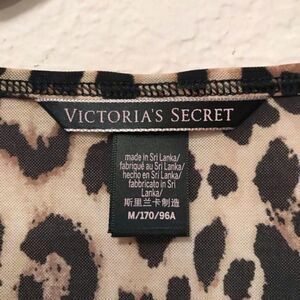 VICTORIA'S SECRET
made in Sri Lanka/
fabriqué au Sri Lanka/
hecho en Sri Lanka/
fabbricato in Sri Lanka/
斯里兰卡制造
M/170/96A